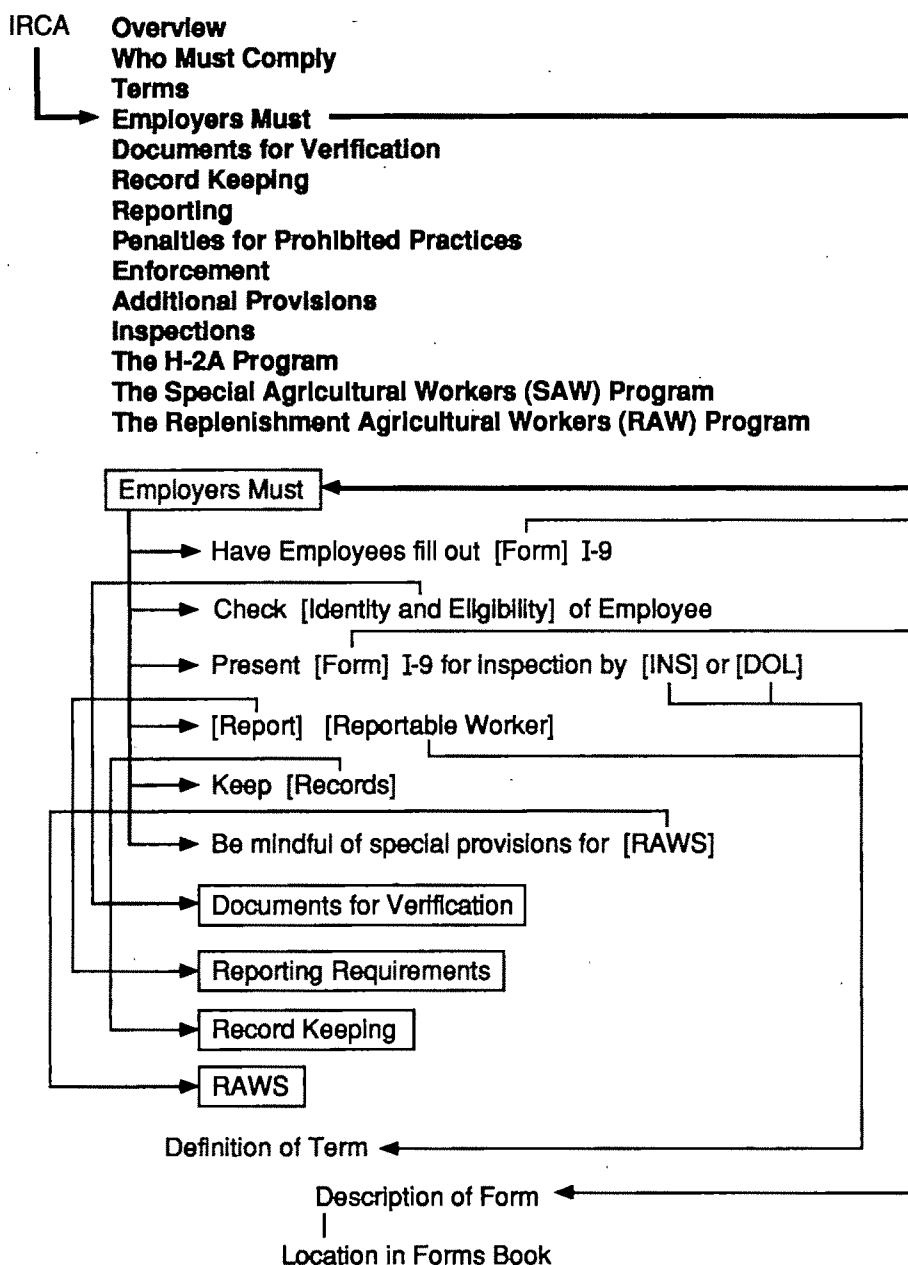 IRCA Overview
Who Must Comply
Terms
Employers Must
Documents for Verification
Record Keeping
Reporting
Penalties for Prohibited Practices
Enforcement
Additional Provisions
Inspections
The H-2A Program
The Special Agricultural Workers (SAW) Program
The Replenishment Agricultural Workers (RAW) Program
Employers Must
Have Employees fill out [Form] I-9
Check [Identity and Eligibility] of Employee
Present [Form] I-9 for inspection by [INS] or [DOL]
[Report] [Reportable Worker]
Keep [Records]
Be mindful of special provisions for [RAWS]
Documents for Verification
Reporting Requirements
Record Keeping
RAWS
Definition of Term
Description of Form
Location in Forms Book